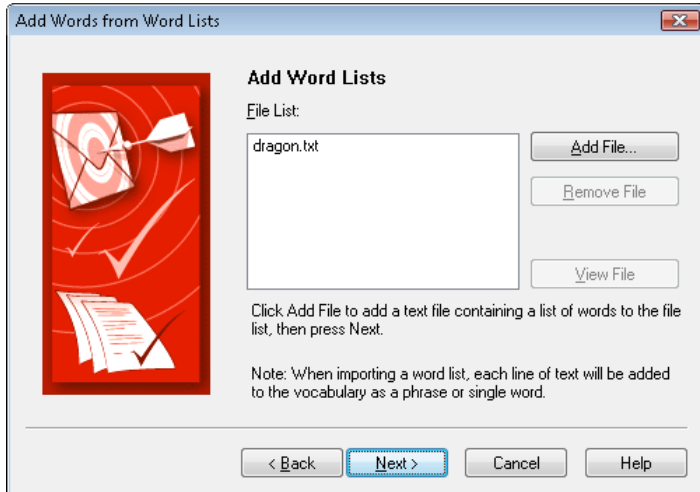 Add Words from Word Lists
Add Word Lists
File List:
dragon.txt
Add File...
Remove File
View File
Click Add File to add a text file containing a list of words to the file
list, then press Next.
Note: When importing a word list, each line of text will be added
to the vocabulary as a phrase or single word.
< Back
Next >
Cancel
Help